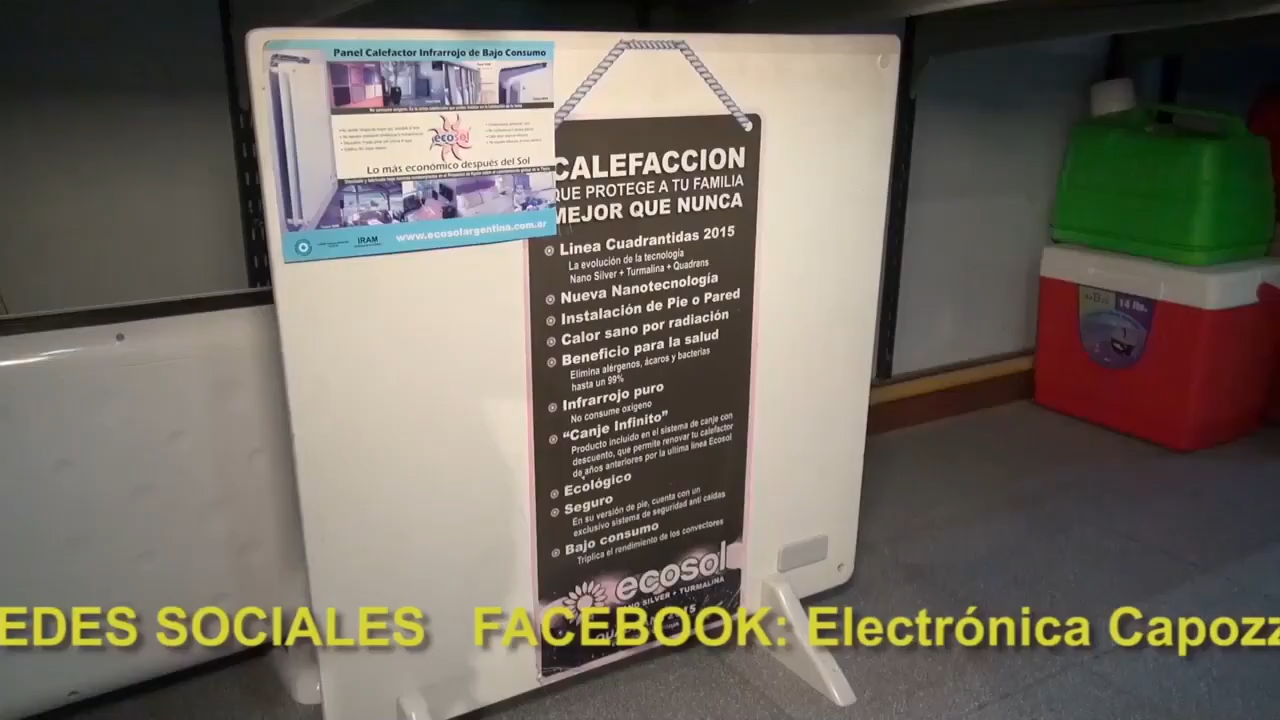 Panel Calefactor Infrarrojo de Bajo Consumo
ecosol
Lo más económico después del Sol
www.ecosolargentina.com.ar
IRAM
CALEFACCION
QUE PROTEGE A TU FAMILIA
MEJOR QUE NUNCA
Linea Cuadrantidas 2015
La evolución de la tecnología
Nano Silver + Turmalina + Quadrans
Nueva Nanotecnología
Instalación de Pie o Pared
Calor sano por radiación
Beneficio para la salud
Elimina alérgenos, ácaros y bacterias
hasta un 99%
Infrarrojo puro
No consume oxigeno
"Canje Infinito"
Producto incluido en el sistema de canje con
descuento, que permite renovar tu calefactor
de años anteriores por la ultima linea Ecosol
Ecológico
Seguro
En su versión de pie, cuenta con un
exclusivo sistema de seguridad anti caidas
Bajo consumo
Triplica el rendimiento de los convectores
ecosol
NANO SILVER + TURMALINA
2015
14 lts.
EDES SOCIALES FACEBOOK: Electrónica Capozz